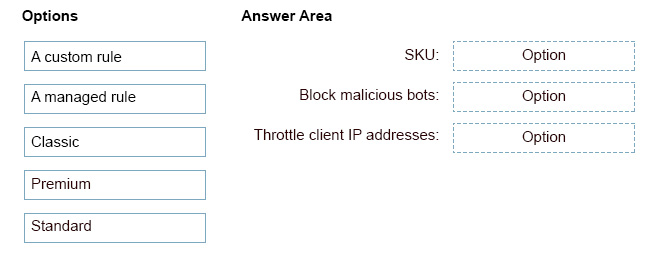 Options
Answer Area
A custom rule
A managed rule
Classic
Premium
Standard
SKU: Option
Block malicious bots: Option
Throttle client IP addresses: Option